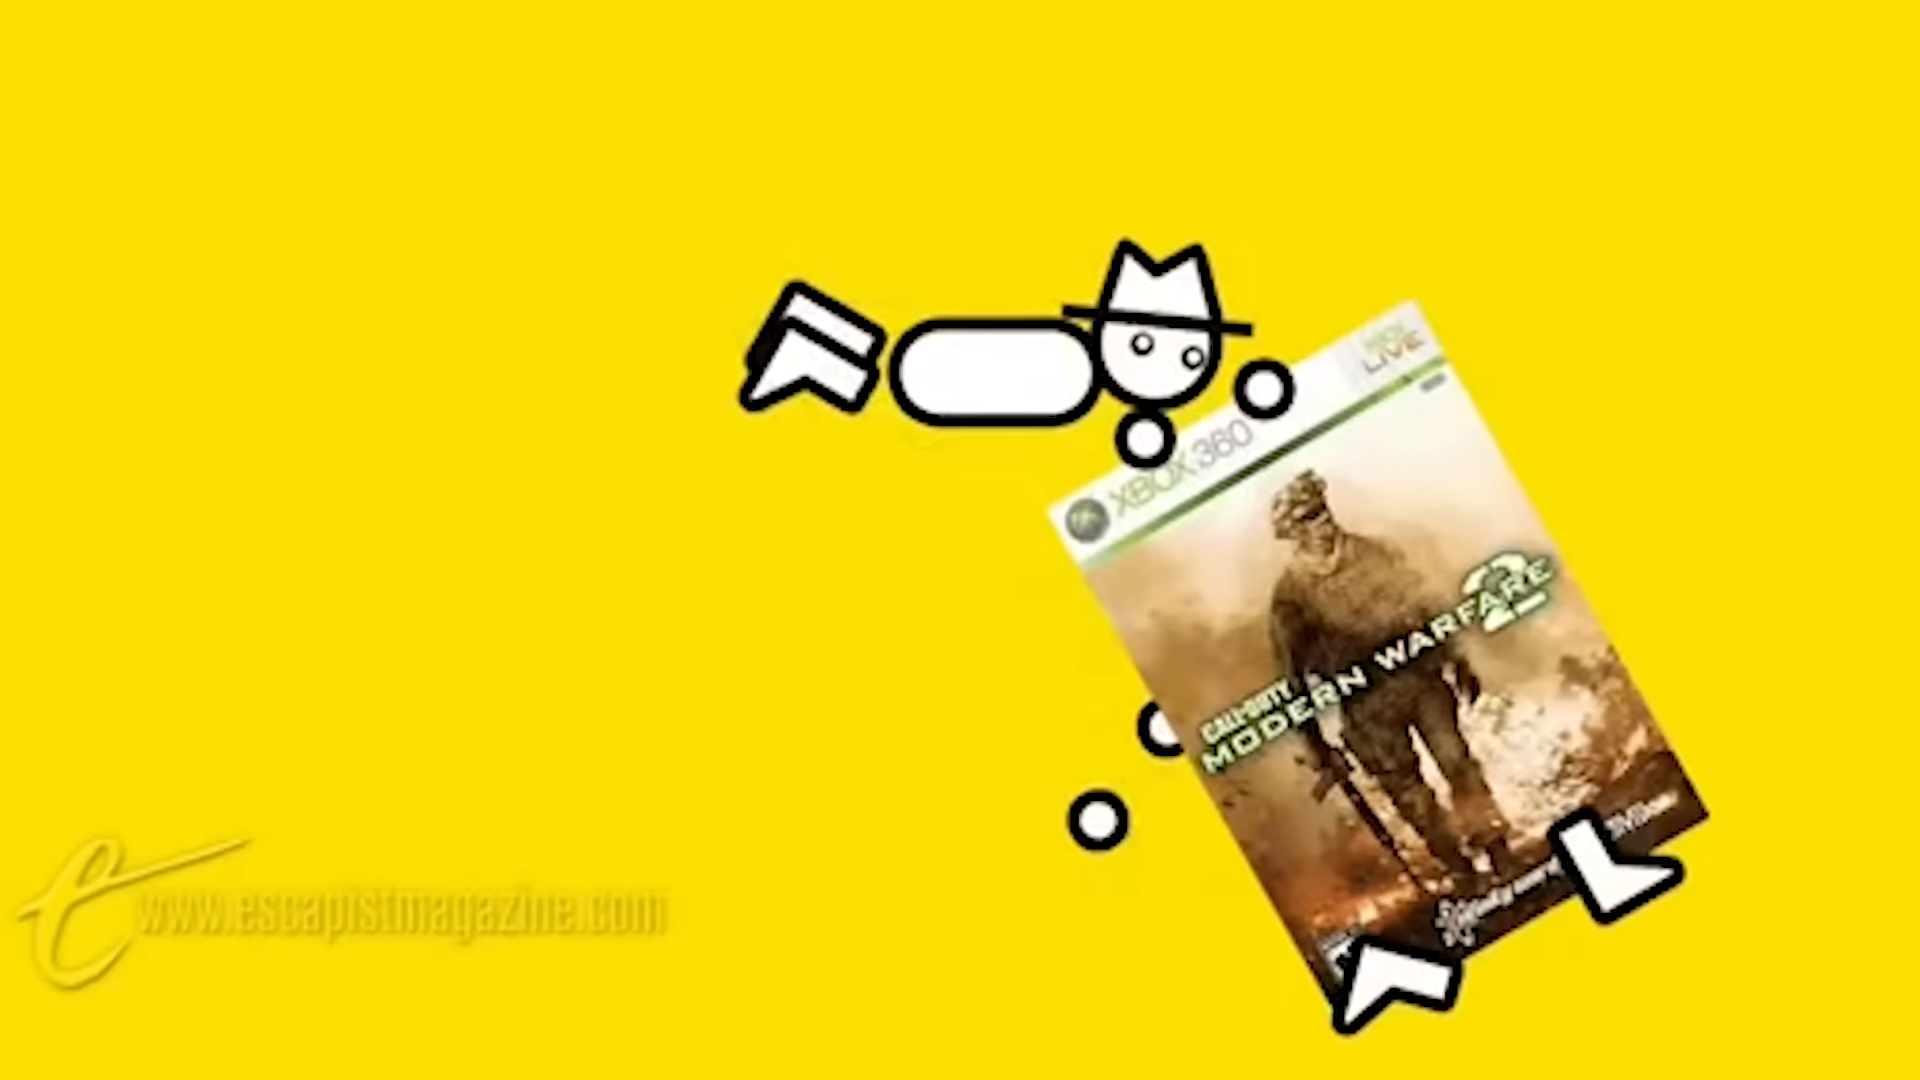 XBOX 360
LIVE
CALL OF DUTY
MODERN WARFARE
2
www.escapistmagazine.com